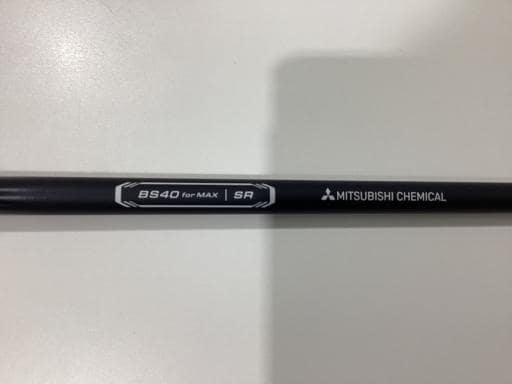 BS40 for MAX | SR MITSUBISHI CHEMICAL